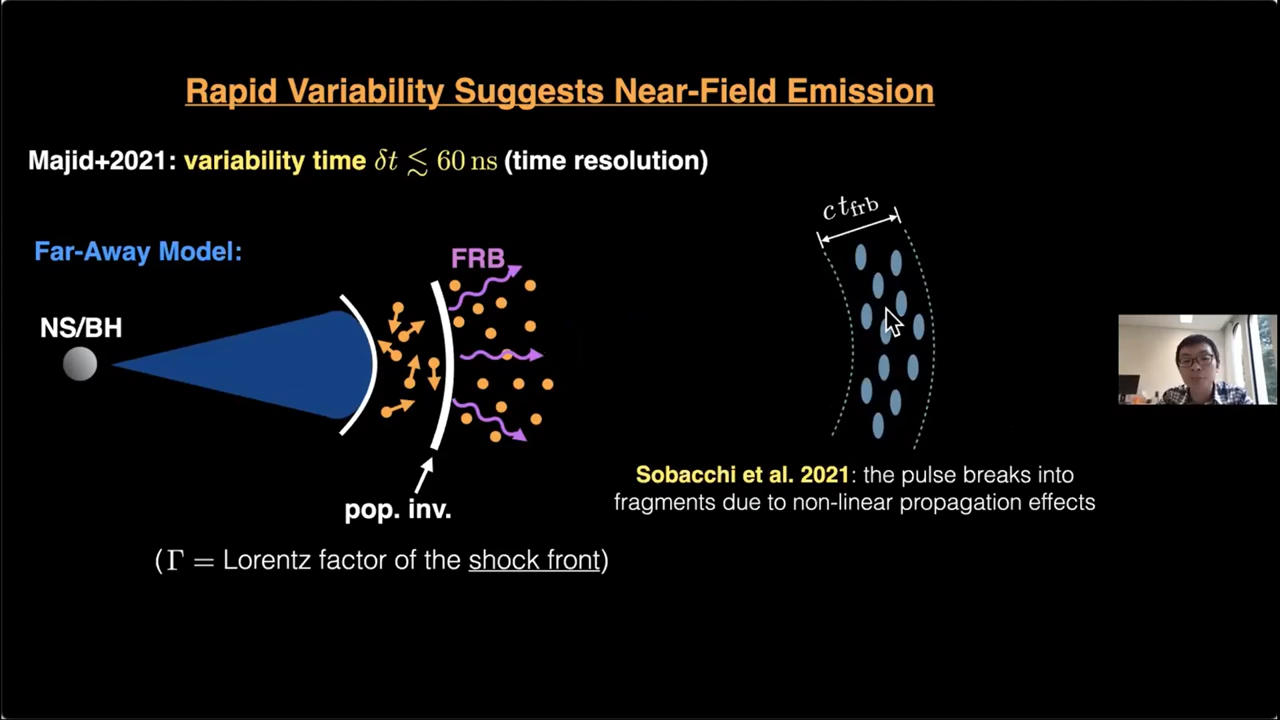 Rapid Variability Suggests Near-Field Emission
Majid+2021: variability time δt ≲ 60 ns (time resolution)
c t_frb
Far-Away Model:
FRB
NS/BH
Sobacchi et al. 2021: the pulse breaks into
fragments due to non-linear propagation effects
pop. inv.
(Γ = Lorentz factor of the shock front)